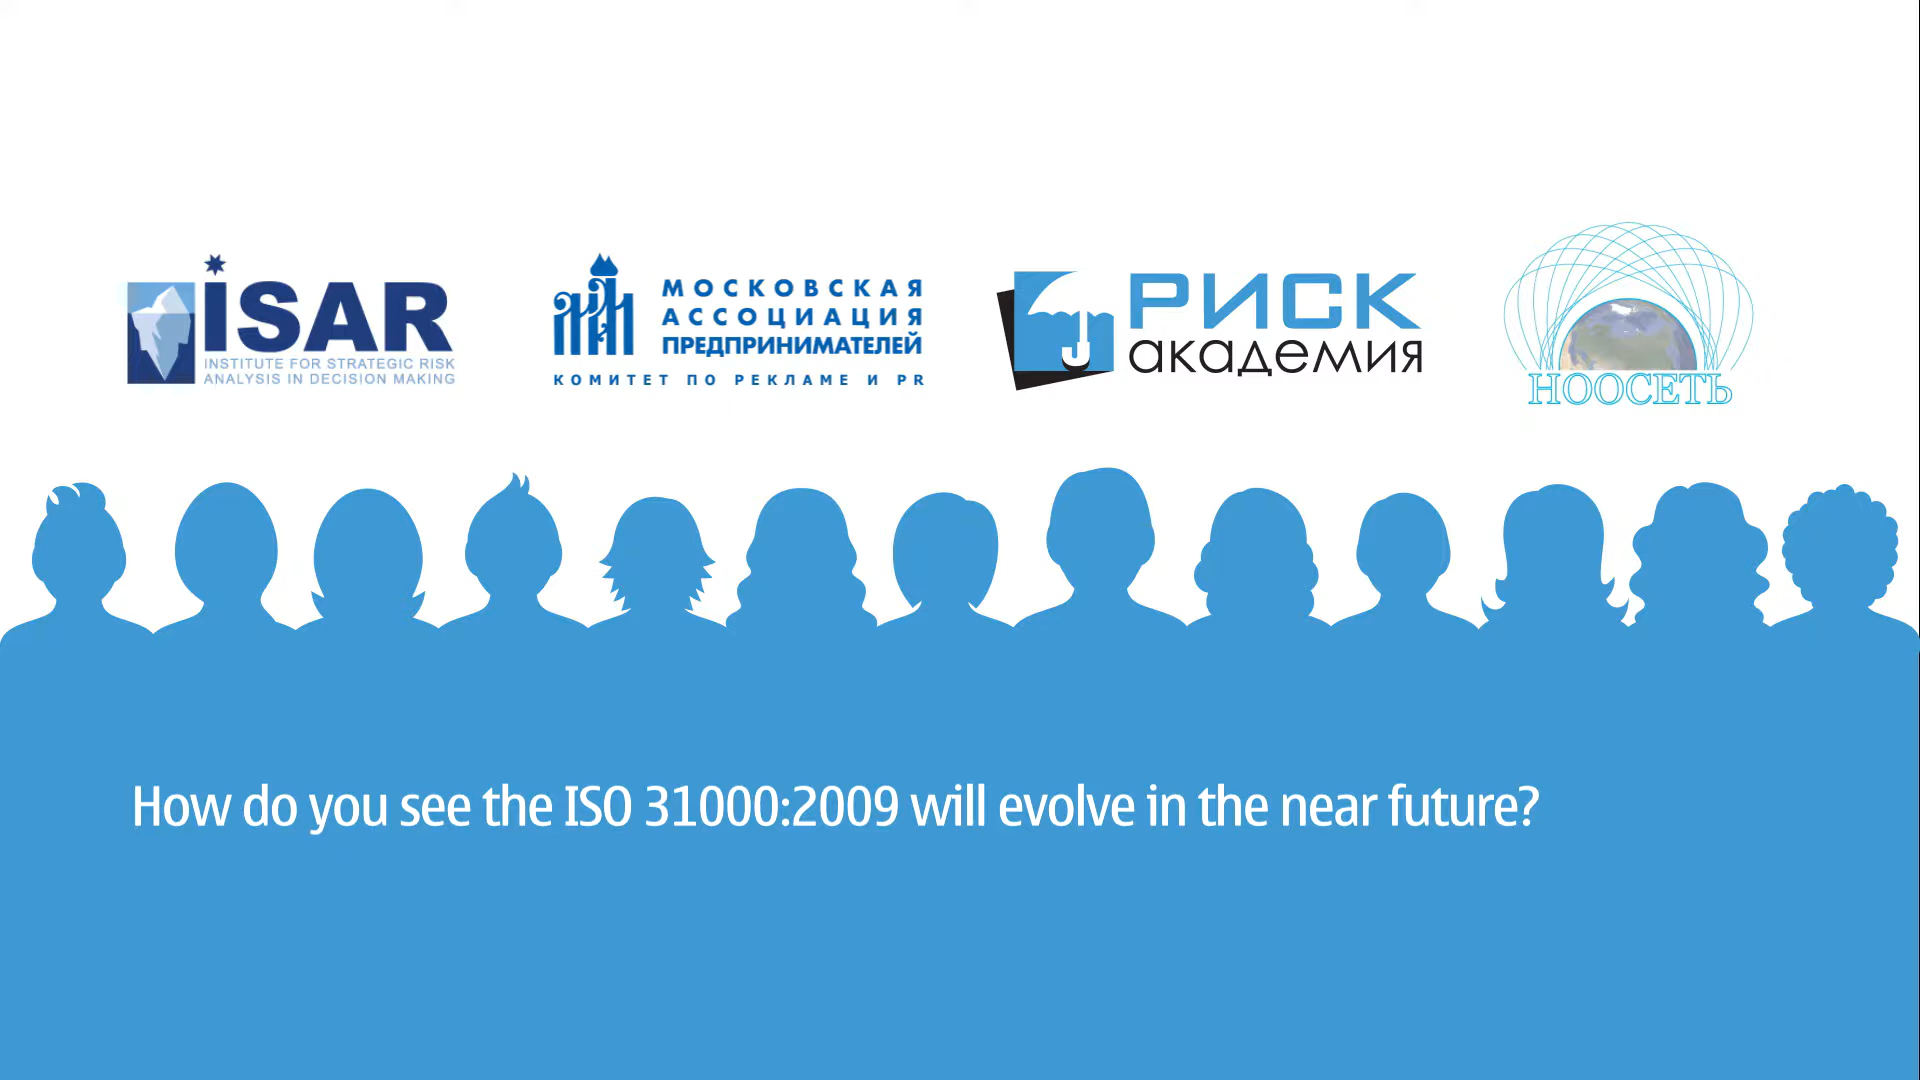 iSAR
INSTITUTE FOR STRATEGIC RISK
ANALYSIS IN DECISION MAKING
МОСКОВСКАЯ
АССОЦИАЦИЯ
ПРЕДПРИНИМАТЕЛЕЙ
КОМИТЕТ ПО РЕКЛАМЕ И PR
РИСК
академия
НООСЕТЬ
How do you see the ISO 31000:2009 will evolve in the near future?